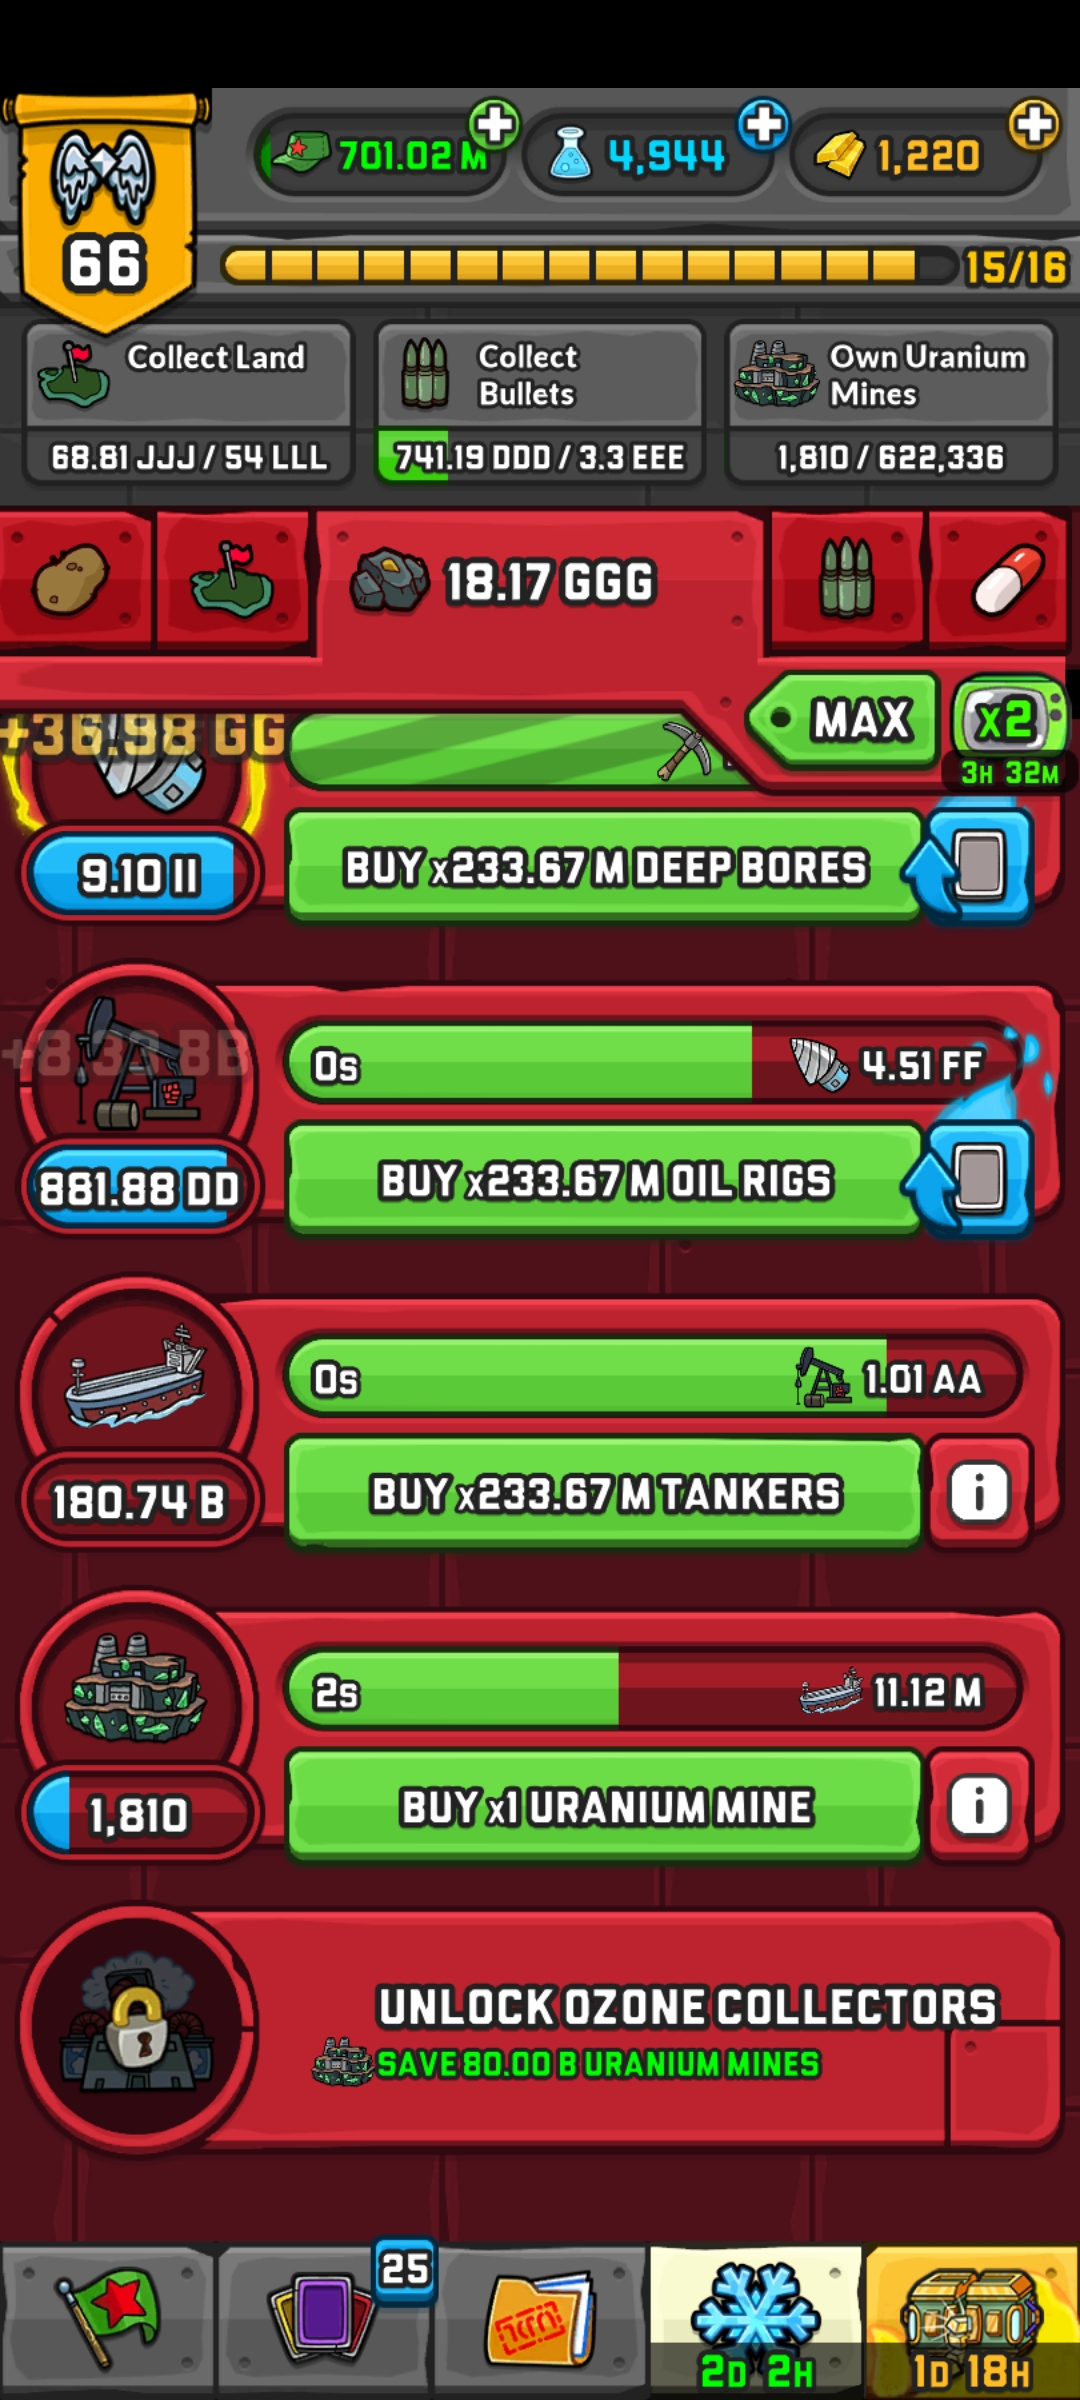 701.02 M
4,944
1,220
66
15/16
Collect Land
68.81 JJJ / 54 LLL
Collect
Bullets
741.19 DDD / 3.3 EEE
Own Uranium
Mines
1,810 / 622,336
18.17 GGG
MAX
x2
3H 32M
+36.98 GG
9.10 II
BUY x233.67 M DEEP BORES
+8.33 BB
0s
4.51 FF
881.88 DD
BUY x233.67 M OIL RIGS
0s
1.01 AA
180.74 B
BUY x233.67 M TANKERS
i
2s
11.12 M
1,810
BUY x1 URANIUM MINE
i
UNLOCK OZONE COLLECTORS
SAVE 80.00 B URANIUM MINES
25
2D 2H
1D 18H